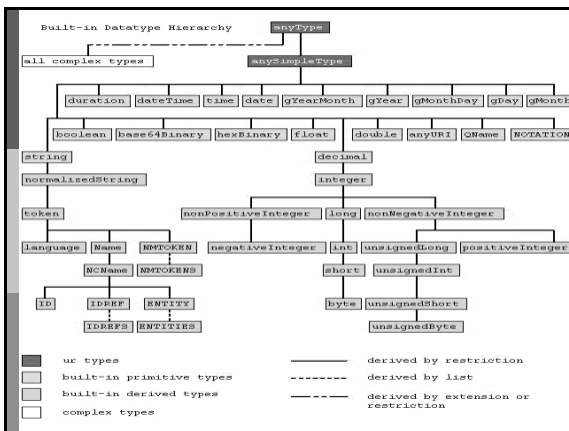 Built-in Datatype Hierarchy
anyType
all complex types
anySimpleType
duration dateTime time date gYearMonth gYear gMonthDay gDay gMonth
boolean base64Binary hexBinary float double anyURI QName NOTATION
string decimal
normalizedString integer
token nonPositiveInteger long nonNegativeInteger
language Name NMTOKEN negativeInteger int unsignedLong positiveInteger
NCName NMTOKENS short unsignedInt
ID IDREF ENTITY byte unsignedShort
IDREFS ENTITIES unsignedByte
ur types derived by restriction
built-in primitive types derived by list
built-in derived types derived by extension or
complex types restriction